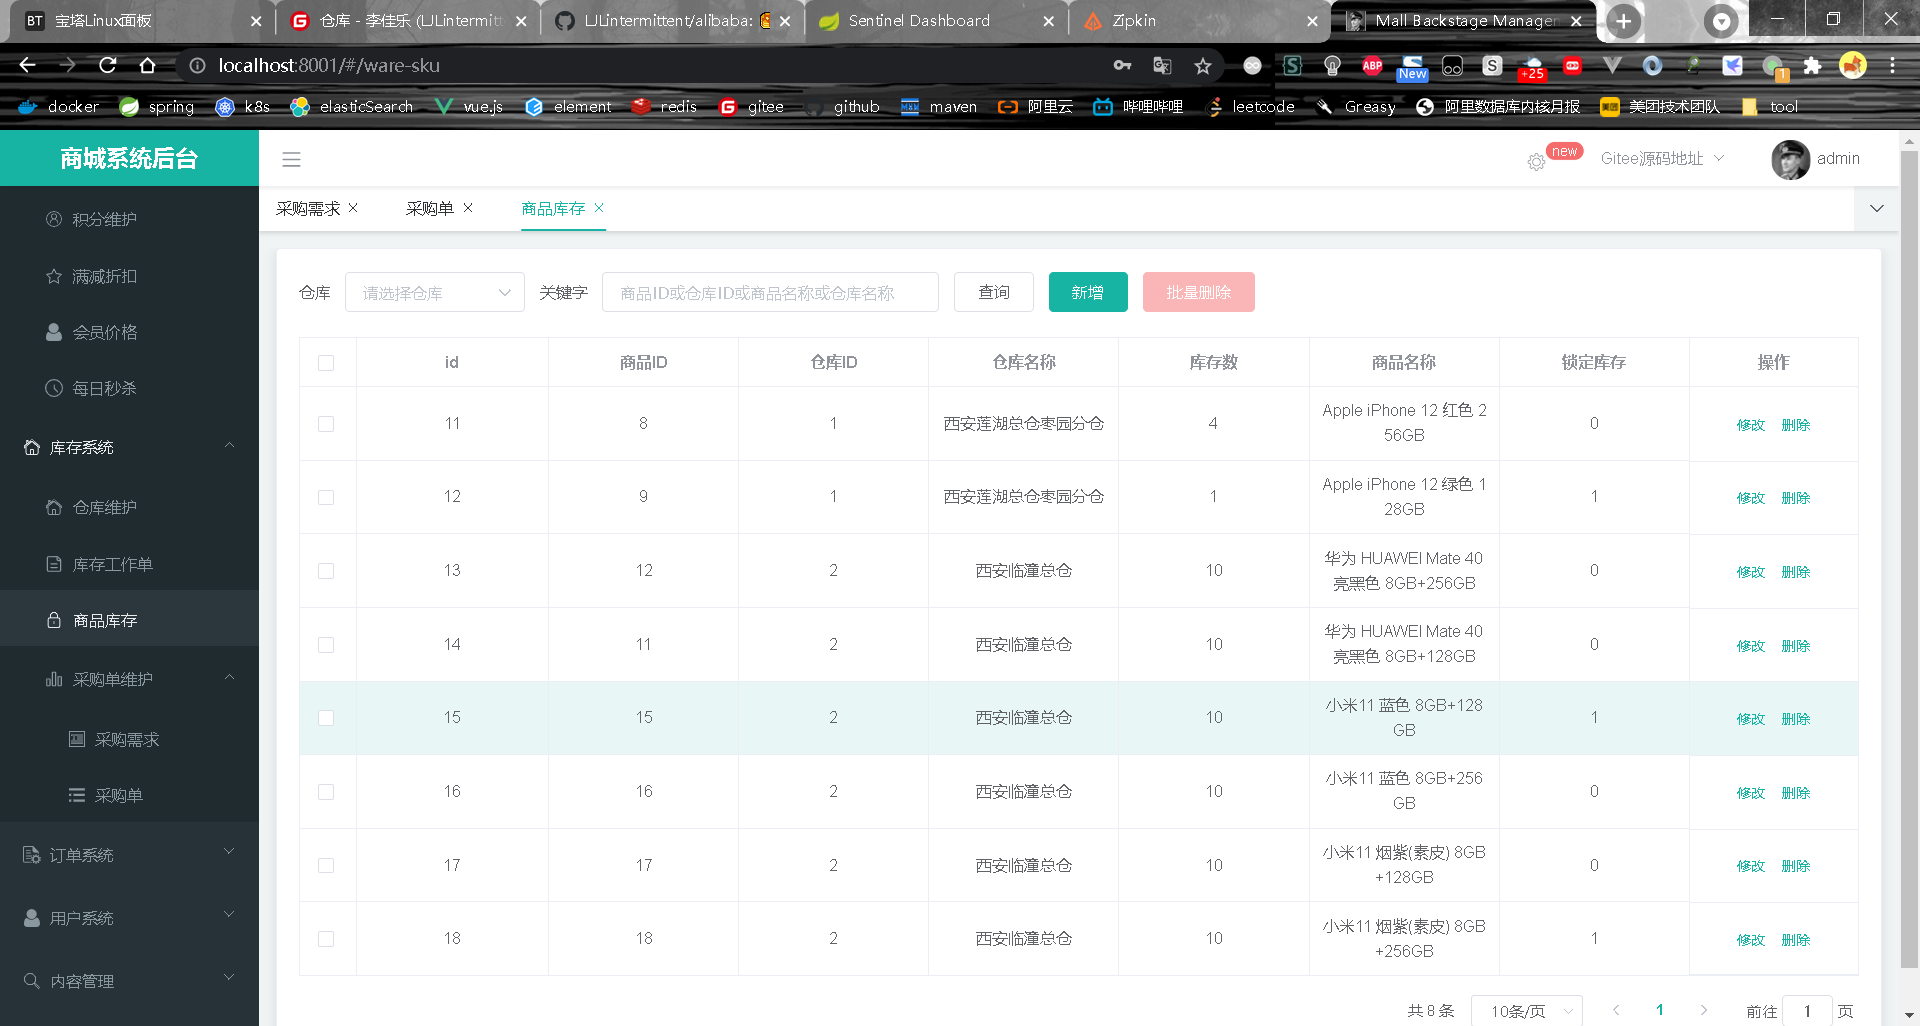 BT 宝塔Linux面板
G 仓库 - 李佳乐 (LJLintermitt
LJLintermittent/alibaba:
Sentinel Dashboard
Zipkin
Mall Backstage Manager
localhost:8001/#/ware-sku
ABP
New
S
+25
1
docker
spring
k8s
elasticSearch
vue.js
element
redis
gitee
github
maven
阿里云
哔哩哔哩
leetcode
Greasy
阿里数据库内核月报
美团技术团队
tool
商城系统后台
new
Gitee源码地址
admin
积分维护
满减折扣
会员价格
每日秒杀
库存系统
仓库维护
库存工作单
商品库存
采购单维护
采购需求
采购单
订单系统
用户系统
内容管理
采购需求 采购单 商品库存
仓库 请选择仓库 关键字 商品ID或仓库ID或商品名称或仓库名称 查询 新增 批量删除
id 商品ID 仓库ID 仓库名称 库存数 商品名称 锁定库存 操作
11 8 1 西安莲湖总仓枣园分仓 4 Apple iPhone 12 红色 2
56GB 0 修改 删除
12 9 1 西安莲湖总仓枣园分仓 1 Apple iPhone 12 绿色 1
28GB 1 修改 删除
13 12 2 西安临潼总仓 10 华为 HUAWEI Mate 40
亮黑色 8GB+256GB 0 修改 删除
14 11 2 西安临潼总仓 10 华为 HUAWEI Mate 40
亮黑色 8GB+128GB 0 修改 删除
15 15 2 西安临潼总仓 10 小米11 蓝色 8GB+128
GB 1 修改 删除
16 16 2 西安临潼总仓 10 小米11 蓝色 8GB+256
GB 0 修改 删除
17 17 2 西安临潼总仓 10 小米11 烟紫(素皮) 8GB
+128GB 0 修改 删除
18 18 2 西安临潼总仓 10 小米11 烟紫(素皮) 8GB
+256GB 1 修改 删除
共 8 条 10条/页 1 前往 1 页